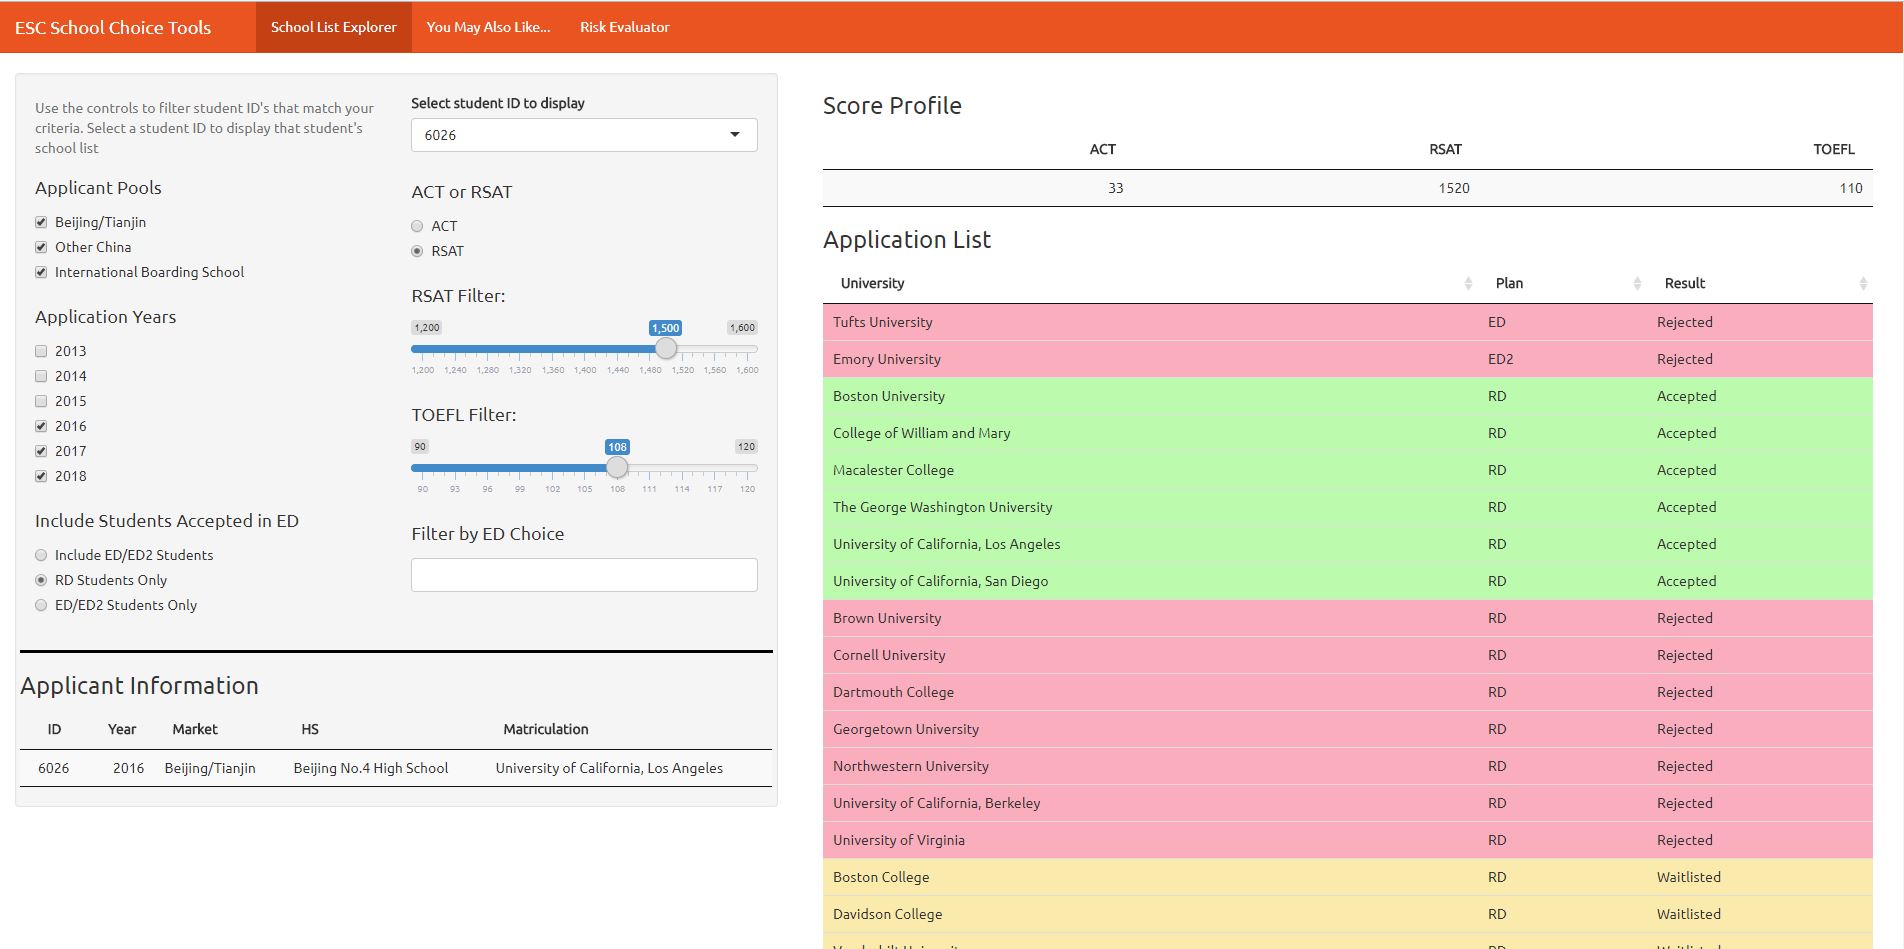 ESC School Choice Tools School List Explorer You May Also Like... Risk Evaluator
Use the controls to filter student ID's that match your
criteria. Select a student ID to display that student's
school list
Applicant Pools
Beijing/Tianjin
Other China
International Boarding School
Application Years
2013
2014
2015
2016
2017
2018
Include Students Accepted in ED
Include ED/ED2 Students
RD Students Only
ED/ED2 Students Only
Select student ID to display
6026
ACT or RSAT
ACT
RSAT
RSAT Filter:
1,200 1,500 1,600
1,200 1,240 1,280 1,320 1,360 1,400 1,440 1,480 1,520 1,560 1,600
TOEFL Filter:
90 108 120
90 93 96 99 102 105 108 111 114 117 120
Filter by ED Choice
Applicant Information
ID Year Market HS Matriculation
6026 2016 Beijing/Tianjin Beijing No.4 High School University of California, Los Angeles
Score Profile
ACT RSAT TOEFL
33 1520 110
Application List
University Plan Result
Tufts University ED Rejected
Emory University ED2 Rejected
Boston University RD Accepted
College of William and Mary RD Accepted
Macalester College RD Accepted
The George Washington University RD Accepted
University of California, Los Angeles RD Accepted
University of California, San Diego RD Accepted
Brown University RD Rejected
Cornell University RD Rejected
Dartmouth College RD Rejected
Georgetown University RD Rejected
Northwestern University RD Rejected
University of California, Berkeley RD Rejected
University of Virginia RD Rejected
Boston College RD Waitlisted
Davidson College RD Waitlisted